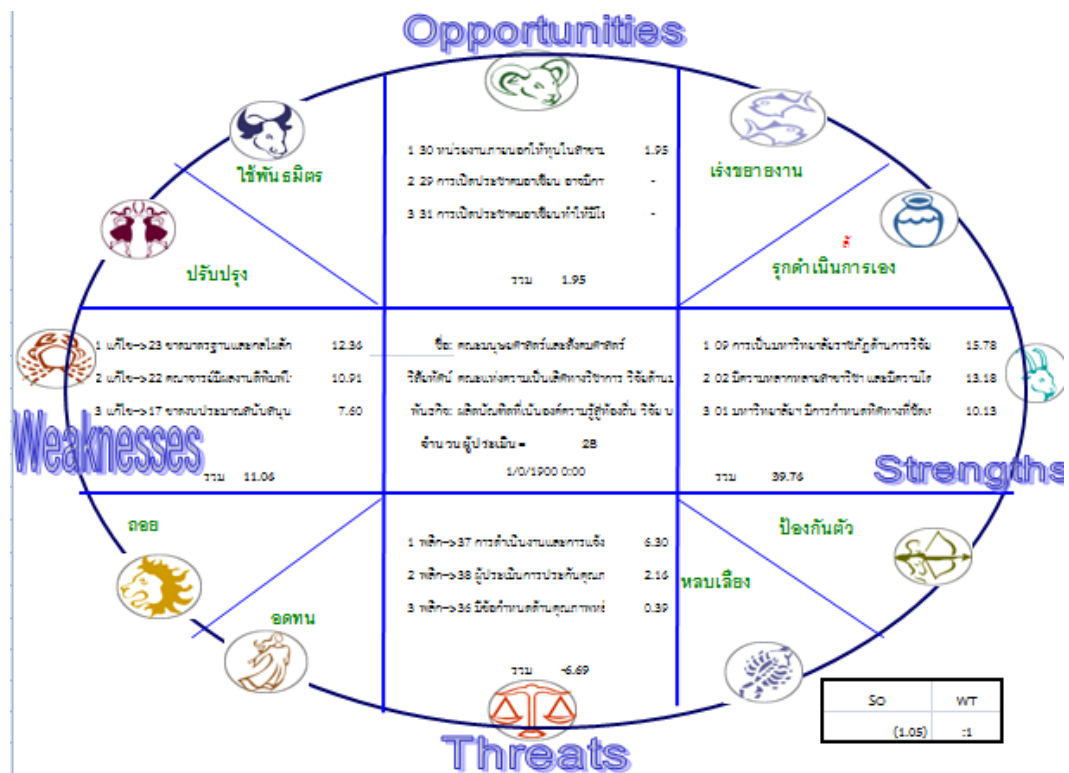 Opportunities
ใช้พันธมิตร
เร่งขยายงาน
1 30 หน่วยงานภายนอกให้ทุนในสาขา 1.95
2 29 การเปิดประชาคมอาเซียน อาจมีกา -
3 31 การเปิดประชาคมอาเซียนทำให้มีโอ -
รวม 1.95
ปรับปรุง
รุกดำเนินการเอง
1 แก้ไข->23 ขาดมาตรฐานและกลไกผลัก 12.36
2 แก้ไข->22 คณาจารย์มีผลงานตีพิมพ์ไ 10.91
3 แก้ไข->17 ขาดงบประมาณสนับสนุน 7.60
รวม 11.06
Weaknesses
ชื่อ: คณะมนุษยศาสตร์และสังคมศาสตร์
วิสัยทัศน์ คณะแห่งความเป็นเลิศทางวิชาการ วิจัยด้าน
พันธกิจ: ผลิตบัณฑิตที่เน้นองค์ความรู้สู่ท้องถิ่น วิจัย บ
จำนวนผู้ประเมิน = 28
1/0/1900 0:00
1 09 การเป็นมหาวิทยาลัยราชภัฏด้านการวิจัย 15.78
2 02 มีความหลากหลายสาขาวิชา และมีความโด 13.18
3 01 มหาวิทยาลัยฯ มีการกำหนดทิศทางที่ชัดเ 10.13
รวม 39.76
Strengths
ถอย
อดทน
ป้องกันตัว
หลบเลี่ยง
1 พลิก->37 การดำเนินงานและการแจ้ง 6.30
2 พลิก->38 ผู้ประเมินการประกันคุณภ 2.16
3 พลิก->36 มีข้อกำหนดด้านคุณภาพหล 0.39
รวม -6.69
Threats
SO WT
(1.05) :1